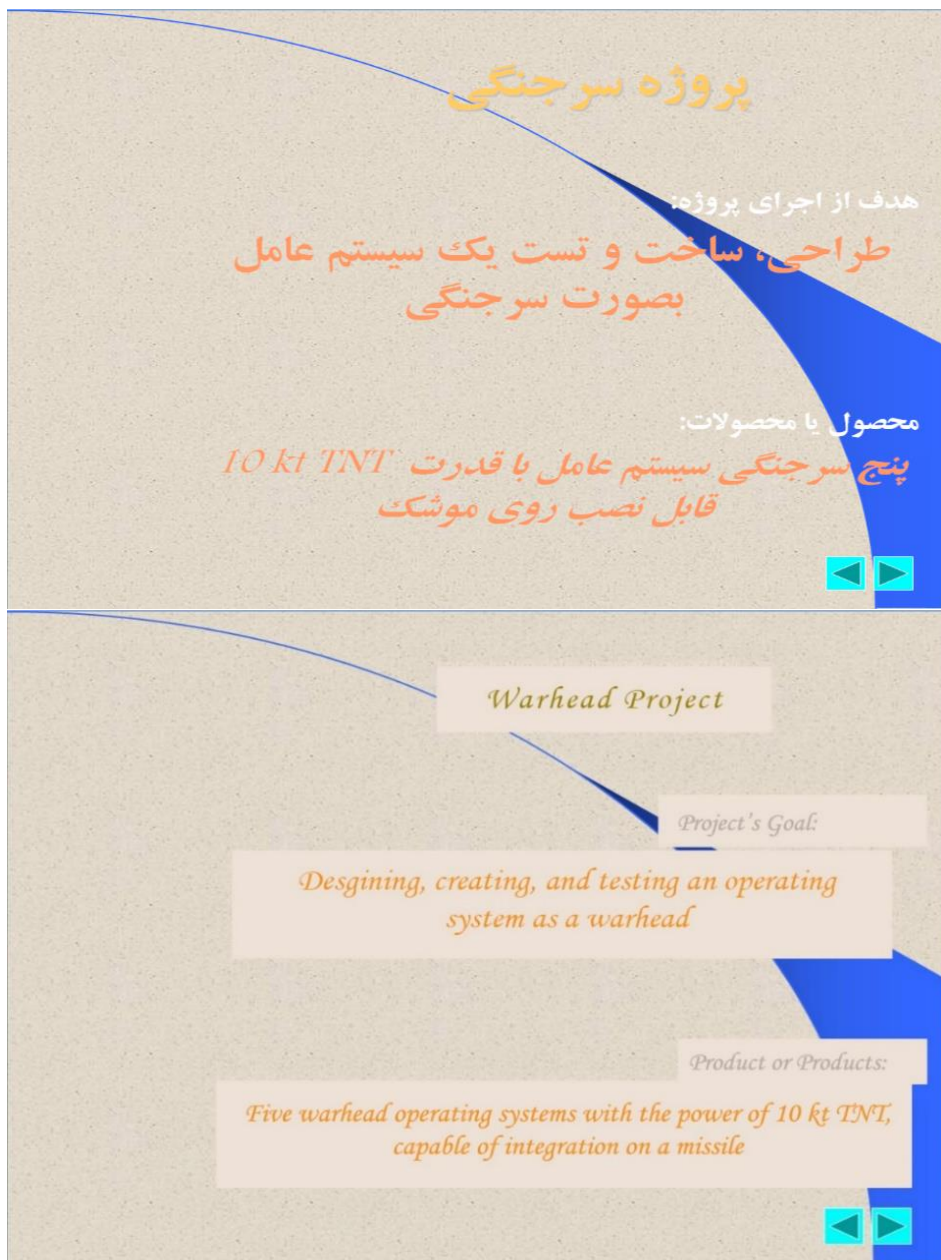 پروژه سرجنگی
هدف از اجرای پروژه:
طراحی، ساخت و تست یک سیستم عامل
بصورت سرجنگی
محصول یا محصولات:
پنج سرجنگی سیستم عامل با قدرت 10 kt TNT
قابل نصب روی موشک
Warhead Project
Project's Goal:
Desgining, creating, and testing an operating
system as a warhead
Product or Products:
Five warhead operating systems with the power of 10 kt TNT,
capable of integration on a missile